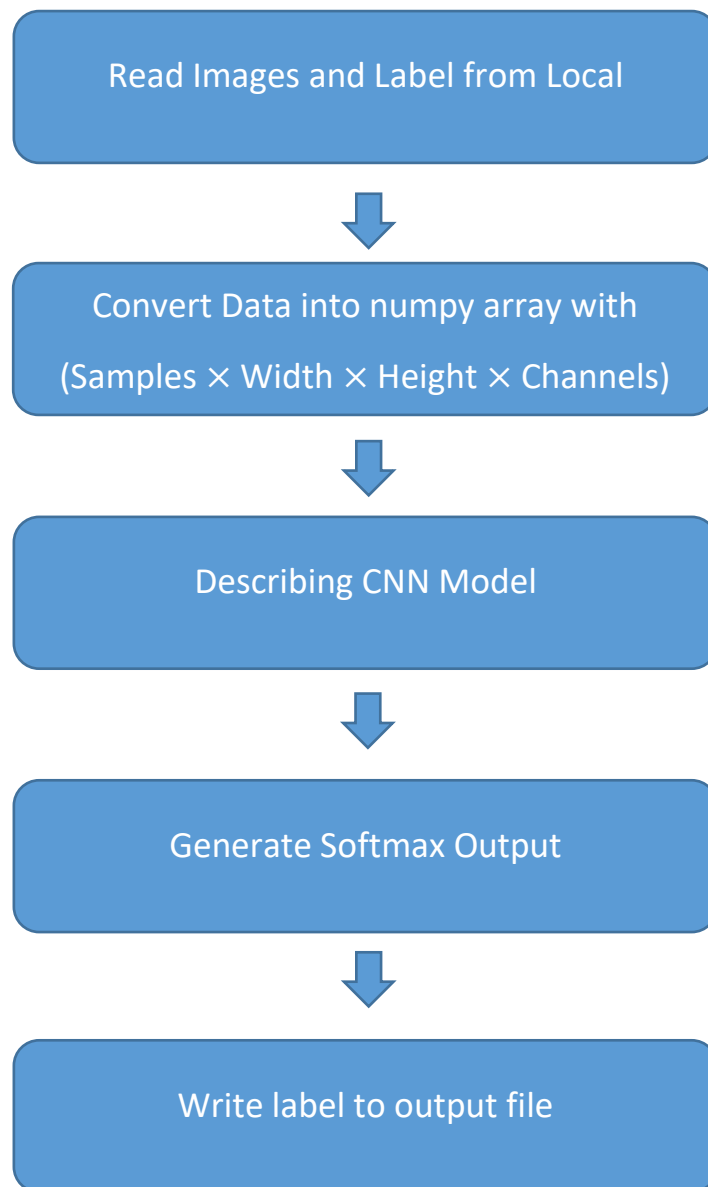 Read Images and Label from Local
Convert Data into numpy array with
(Samples × Width × Height × Channels)
Describing CNN Model
Generate Softmax Output
Write label to output file